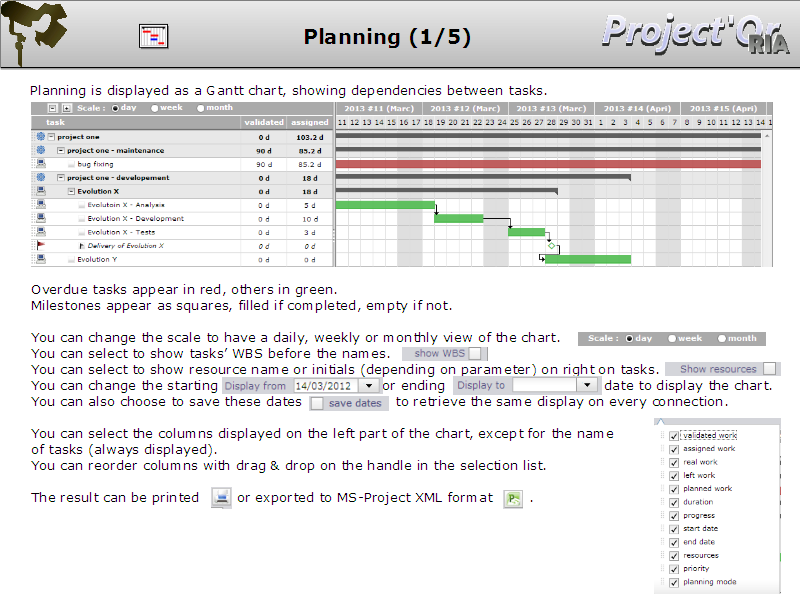 Planning (1/5)
Project'Or
RIA
Planning is displayed as a Gantt chart, showing dependencies between tasks.
Scale : day week month
2013 #11 (Marc) 2013 #12 (Marc) 2013 #13 (Marc) 2013 #14 (Apri) 2013 #15 (Apri)
task validated assigned 11 12 13 14 15 16 17 18 19 20 21 22 23 24 25 26 27 28 29 30 31 1 2 3 4 5 6 7 8 9 10 11 12 13 14 1
project one 0 d 103.2 d
project one - maintenance 90 d 85.2 d
bug fixing 90 d 85.2 d
project one - developement 0 d 18 d
Evolution X 0 d 18 d
Evolutoin X - Analysis 0 d 5 d
Evolution X - Development 0 d 10 d
Evolution X - Tests 0 d 3 d
Delivery of Evolution X 0 d 0 d
Evolution Y 0 d 0 d
Overdue tasks appear in red, others in green.
Milestones appear as squares, filled if completed, empty if not.
You can change the scale to have a daily, weekly or monthly view of the chart. Scale : day week month
You can select to show tasks’ WBS before the names. show WBS
You can select to show resource name or initials (depending on parameter) on right on tasks. Show resources
You can change the starting Display from 14/03/2012 or ending Display to date to display the chart.
You can also choose to save these dates save dates to retrieve the same display on every connection.
You can select the columns displayed on the left part of the chart, except for the name
of tasks (always displayed).
You can reorder columns with drag & drop on the handle in the selection list.
The result can be printed or exported to MS-Project XML format .
validated work
assigned work
real work
left work
planned work
duration
progress
start date
end date
resources
priority
planning mode